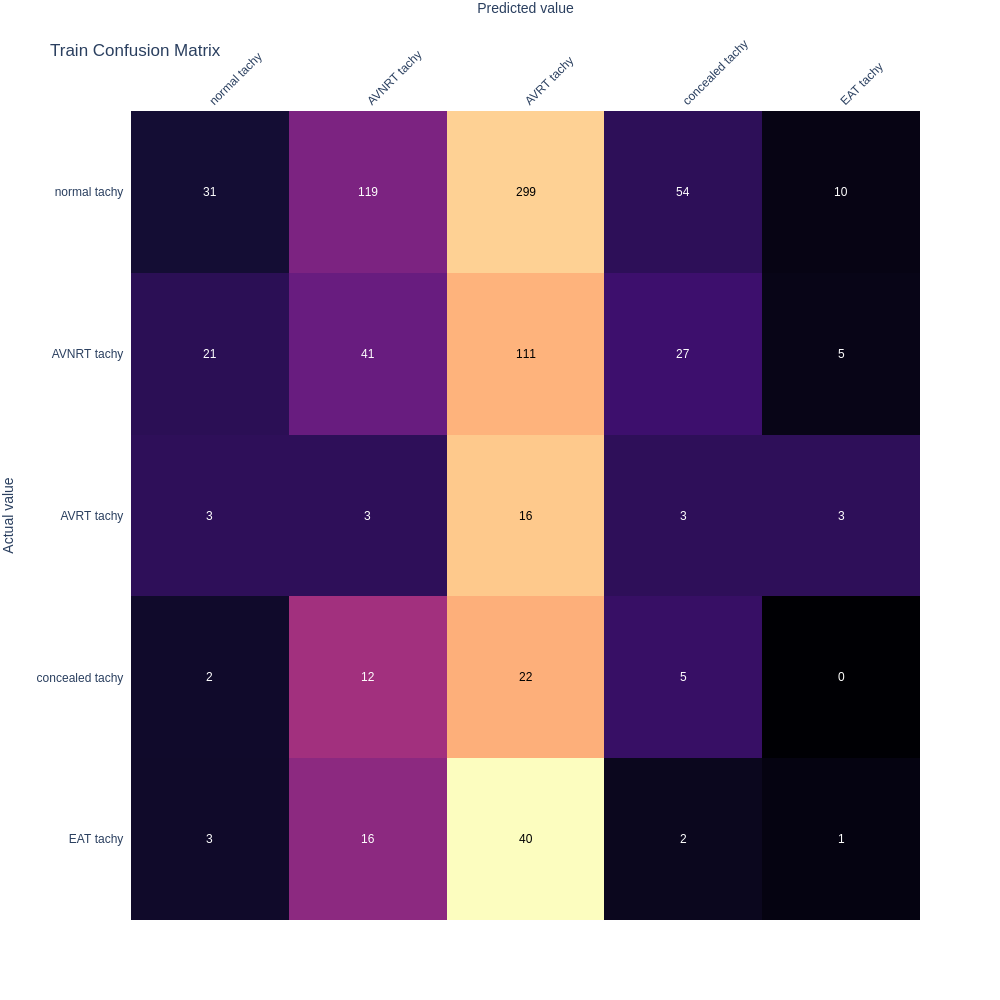 Predicted value
Train Confusion Matrix
normal tachy
AVNRT tachy
AVRT tachy
concealed tachy
EAT tachy
normal tachy 31 119 299 54 10
AVNRT tachy 21 41 111 27 5
AVRT tachy 3 3 16 3 3
concealed tachy 2 12 22 5 0
EAT tachy 3 16 40 2 1
Actual value